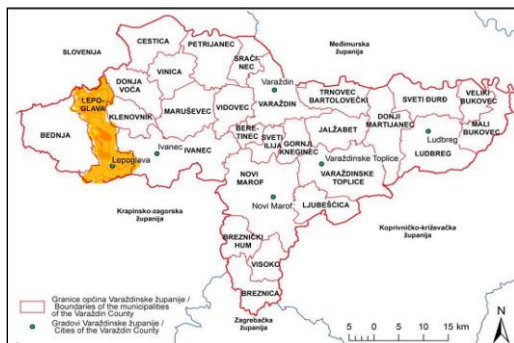 SLOVENIJA
CESTICA
PETRIJANEC
Međimurska
županija
SRAČI-
NEC
VINICA
DONJA
VOČA
Varaždin
VARAŽDIN
TRNOVEC
BARTOLOVEČKI
SVETI ĐURĐ
VELIKI
BUKOVEC
LEPO-
GLAVA
KLENOVNIK
MARUŠEVEC
VIDOVEC
DONJI
MARTIJANEC
MALI
BUKOVEC
BEDNJA
BERE-
TINEC
SVETI
ILIJA
GORNJI
KNEGINEC
JALŽABET
Ludbreg
LUDBREG
Ivanec
IVANEC
Lepoglava
Varaždinske Toplice
VARAŽDINSKE
TOPLICE
NOVI
MAROF
Novi Marof
LJUBEŠĆICA
Krapinsko-zagorska
županija
Koprivničko-križevačka
županija
BREZNIČKI
HUM
VISOKO
BREZNICA
Zagrebačka
županija
Granice općina Varaždinske županije /
Boundaries of the municipalities
of the Varaždin County
Gradovi Varaždinske županije /
Cities of the Varaždin County
N
5 0 5 10 15 km